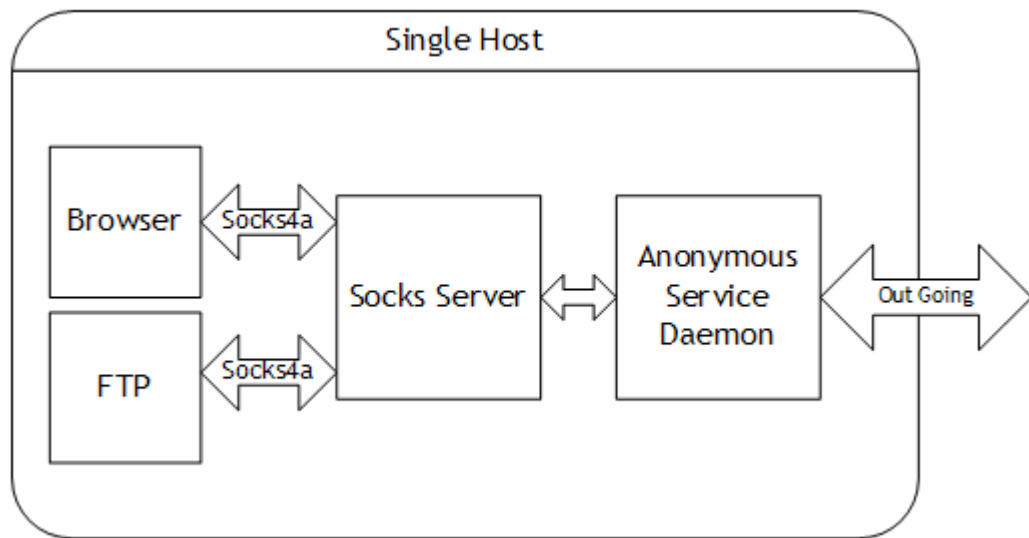 Single Host
Browser
Socks4a
FTP
Socks4a
Socks Server
Anonymous
Service
Daemon
Out Going